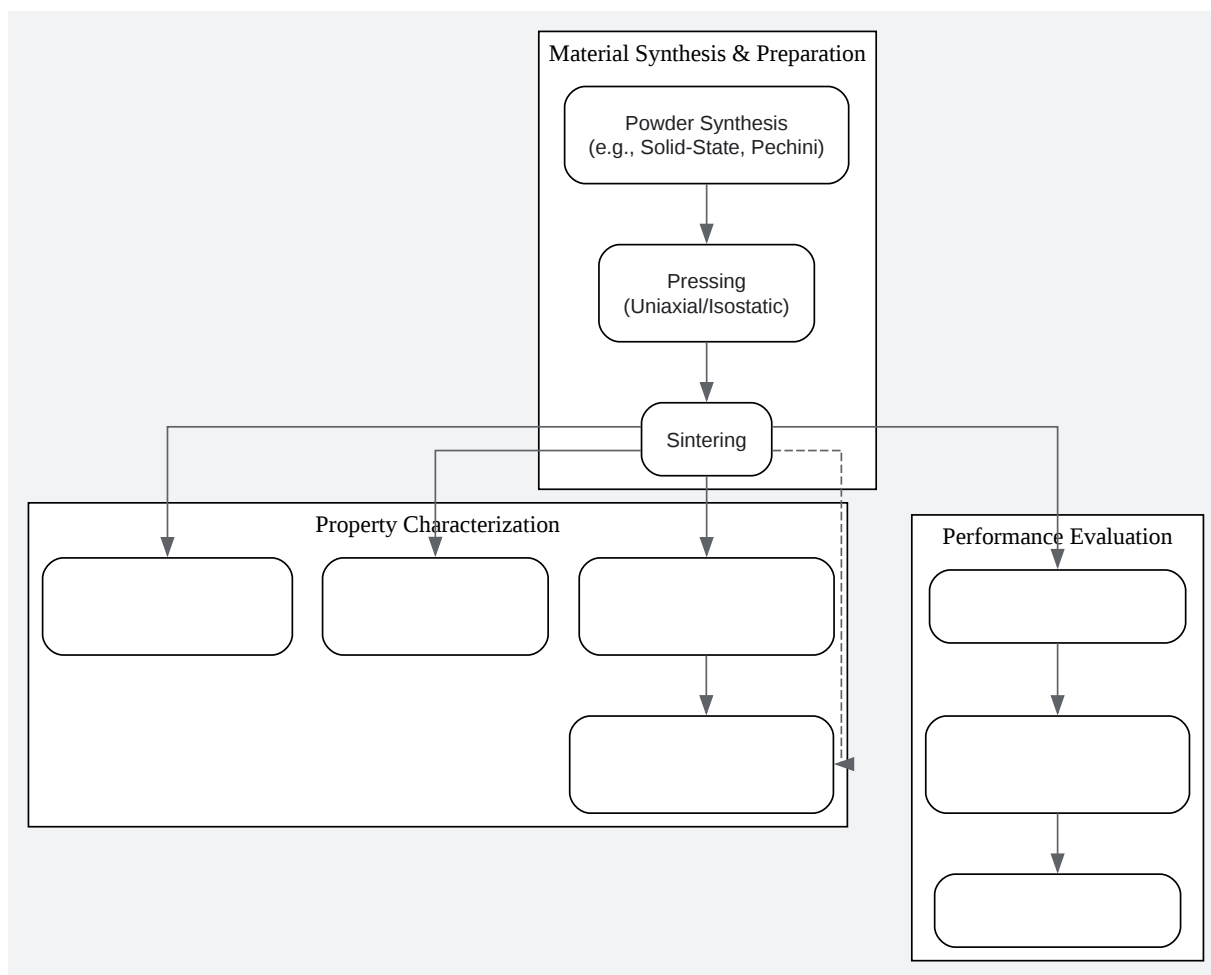 Material Synthesis & Preparation
Powder Synthesis
(e.g., Solid-State, Pechini)
Pressing
(Uniaxial/Isostatic)
Sintering
Property Characterization
Performance Evaluation